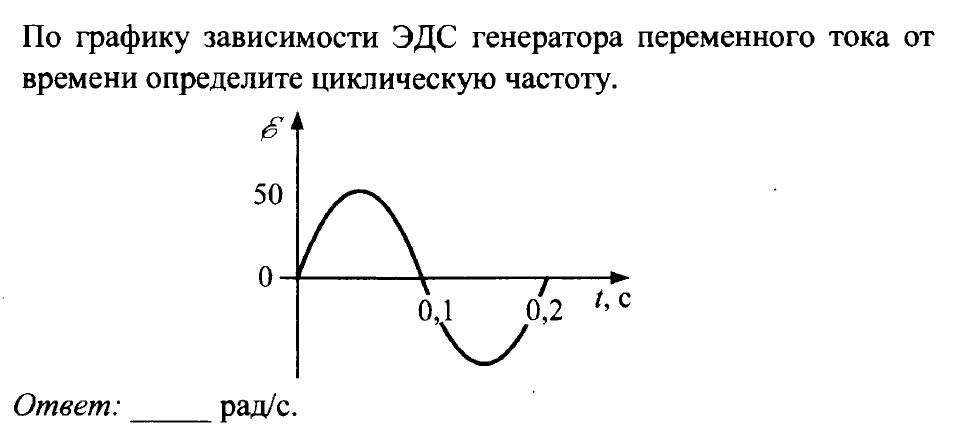 По графику зависимости ЭДС генератора переменного тока от
времени определите циклическую частоту.
ℰ
50
0
0,1
0,2
t, с
Ответ: _____ рад/с.